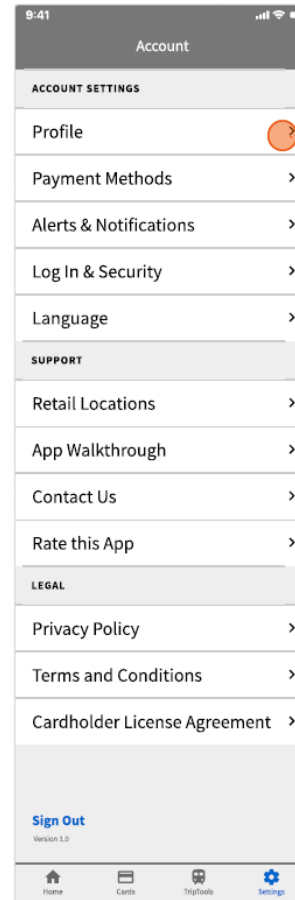 9:41
Account
ACCOUNT SETTINGS
Profile
Payment Methods
Alerts & Notifications
Log In & Security
Language
SUPPORT
Retail Locations
App Walkthrough
Contact Us
Rate this App
LEGAL
Privacy Policy
Terms and Conditions
Cardholder License Agreement
Sign Out
Version 1.0
Home Cards TripTools Settings